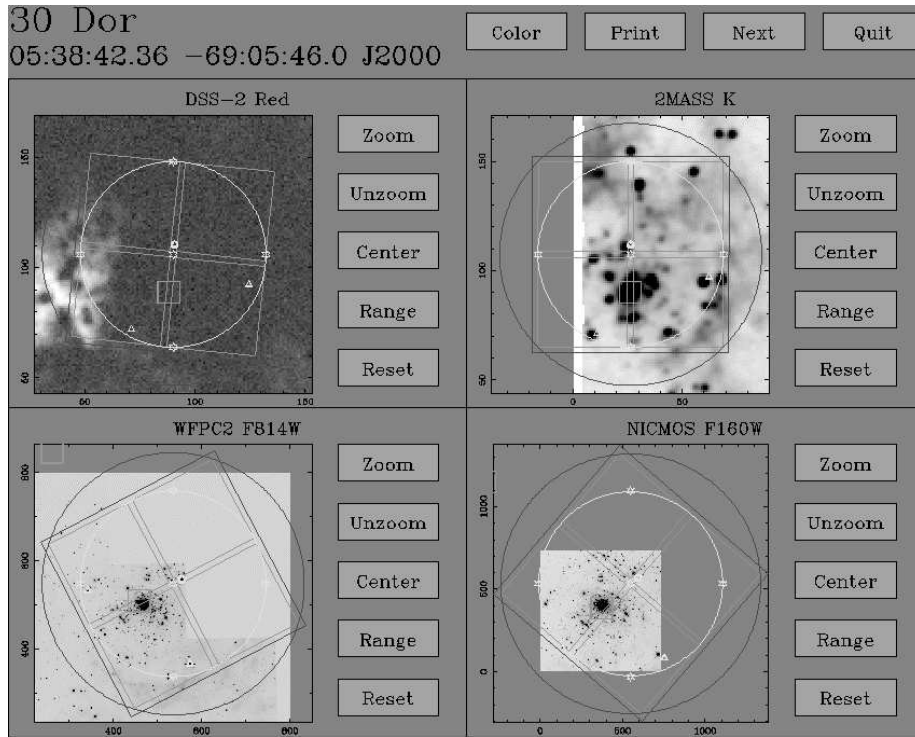 30 Dor
05:38:42.36 −69:05:46.0 J2000
Color Print Next Quit
DSS−2 Red
Zoom
Unzoom
Center
Range
Reset
150
100
50
50 100 150
2MASS K
Zoom
Unzoom
Center
Range
Reset
150
100
50
0 50
WFPC2 F814W
Zoom
Unzoom
Center
Range
Reset
800
600
400
400 600 800
NICMOS F160W
Zoom
Unzoom
Center
Range
Reset
1000
500
0
0 500 1000